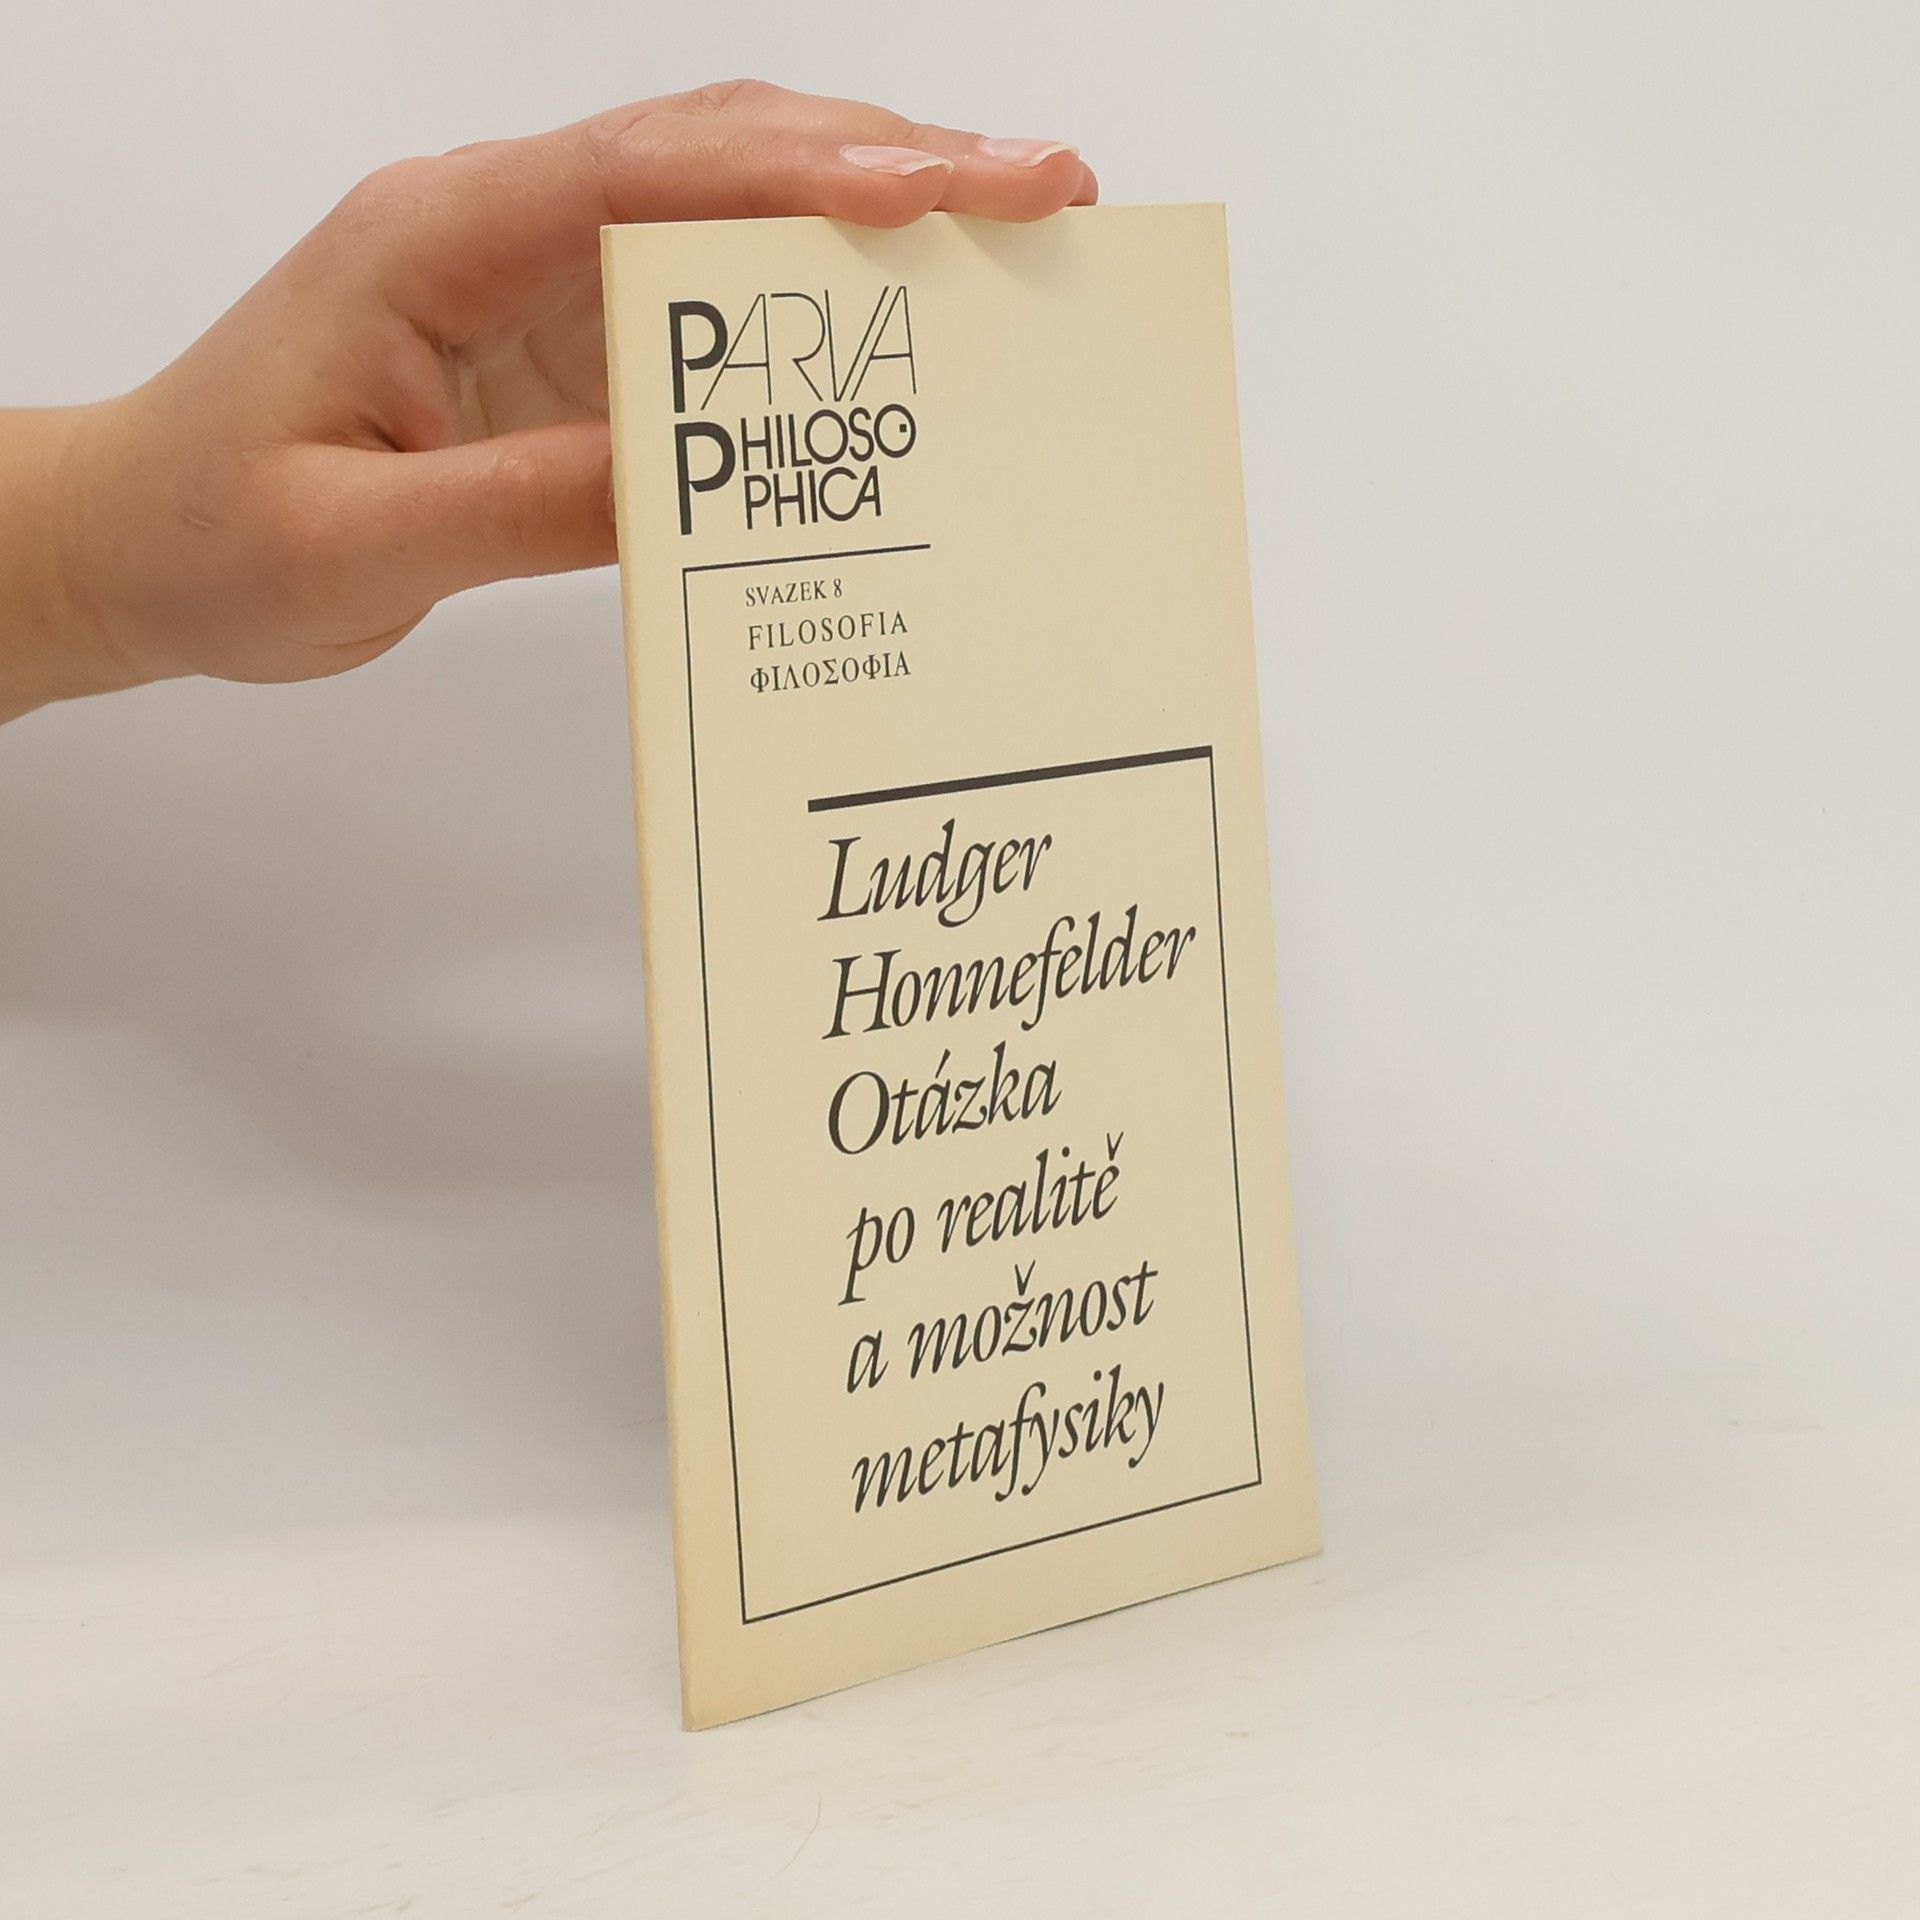 PARVA
PHILOSO
PHICA
SVAZEK 8
FILOSOFIA
ΦΙΛΟΣΟΦΙΑ
Ludger
Honnefelder
Otázka
po realitě
a možnost
metafysiky